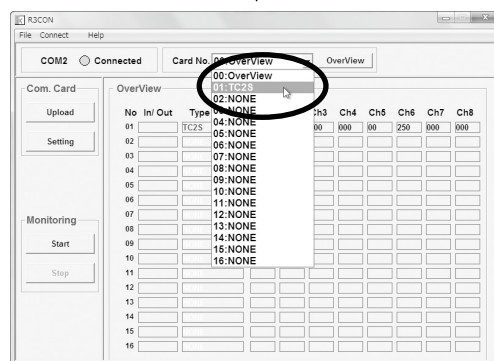 R3CON
File Connect Help
COM2 Connected Card No. 00:OverView OverView
00:OverView
01:TC2S
02:NONE
03:NONE
04:NONE
05:NONE
06:NONE
07:NONE
08:NONE
09:NONE
10:NONE
11:NONE
12:NONE
13:NONE
14:NONE
15:NONE
16:NONE
Com. Card
Upload
Setting
Monitoring
Start
Stop
OverView
No In/ Out Type Ch3 Ch4 Ch5 Ch6 Ch7 Ch8
01 TC2S 00 000 00 250 000 000
02
03
04
05
06
07
08
09
10
11
12
13
14
15
16